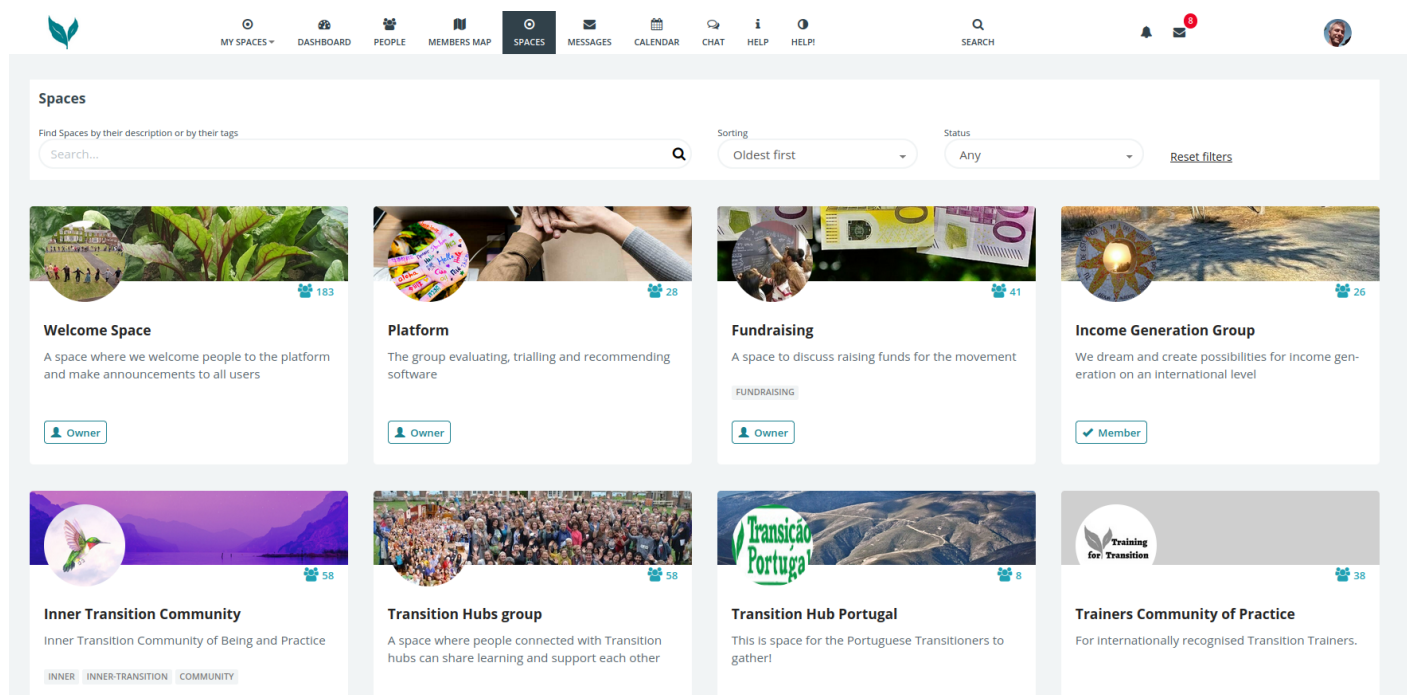 MY SPACES
DASHBOARD
PEOPLE
MEMBERS MAP
SPACES
MESSAGES
CALENDAR
CHAT
HELP
HELP!
SEARCH
8
Spaces
Find Spaces by their description or by their tags
Sorting
Status
Search...
Oldest first
Any
Reset filters
183
28
41
26
Welcome Space
A space where we welcome people to the platform
and make announcements to all users
Owner
Platform
The group evaluating, trialling and recommending
software
Owner
Fundraising
A space to discuss raising funds for the movement
FUNDRAISING
Owner
Income Generation Group
We dream and create possibilities for income gen-
eration on an international level
Member
Transição
Portugal
Training
for Transition
58
58
8
38
Inner Transition Community
Inner Transition Community of Being and Practice
INNER INNER-TRANSITION COMMUNITY
Transition Hubs group
A space where people connected with Transition
hubs can share learning and support each other
Transition Hub Portugal
This is space for the Portuguese Transitioners to
gather!
Trainers Community of Practice
For internationally recognised Transition Trainers.